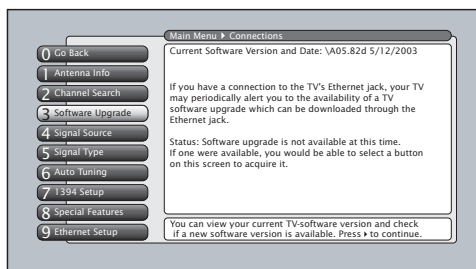 Main Menu ▸ Connections
0 Go Back
1 Antenna Info
2 Channel Search
3 Software Upgrade
4 Signal Source
5 Signal Type
6 Auto Tuning
7 1394 Setup
8 Special Features
9 Ethernet Setup
Current Software Version and Date: \A05.82d 5/12/2003
If you have a connection to the TV's Ethernet jack, your TV
may periodically alert you to the availability of a TV
software upgrade which can be downloaded through the
Ethernet jack.
Status: Software upgrade is not available at this time.
If one were available, you would be able to select a button
on this screen to acquire it.
You can view your current TV-software version and check
if a new software version is available. Press ▸ to continue.